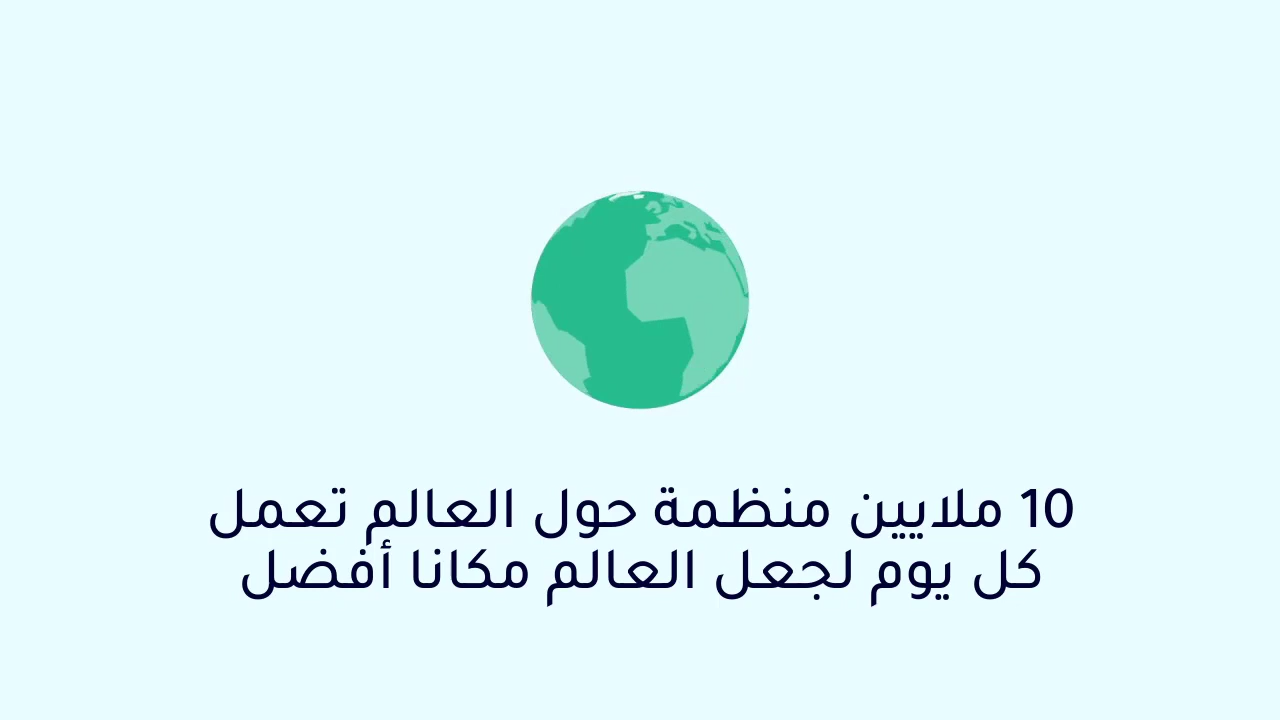 10 ملايين منظمة حول العالم تعمل
كل يوم لجعل العالم مكانا أفضل